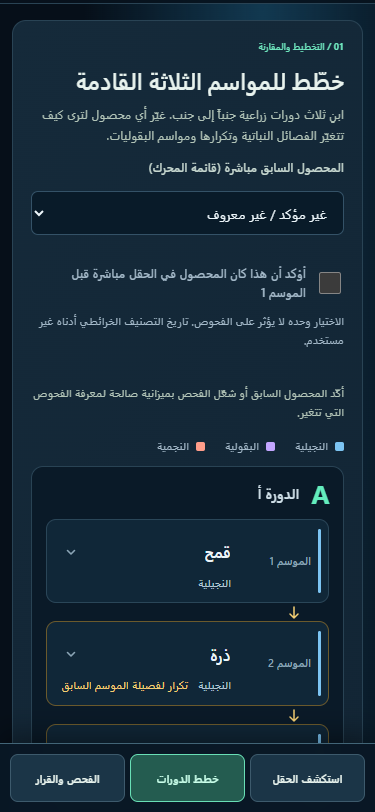 01 / التخطيط والمقارنة
خطّط للمواسم الثلاثة القادمة
ابنِ ثلاث دورات زراعية جنباً إلى جنب. غيّر أي محصول لترى كيف
تتغيّر الفصائل النباتية وتكرارها ومواسم البقوليات.
المحصول السابق مباشرة (قائمة المحرك)
غير مؤكد / غير معروف
أؤكد أن هذا كان المحصول في الحقل مباشرة قبل
الموسم 1
الاختيار وحده لا يؤثر على الفحوص. تاريخ التصنيف الخرائطي أدناه غير
مستخدم.
أكّد المحصول السابق أو شغّل الفحص بميزانية صالحة لمعرفة الفحوص
التي تتغير.
النجيلية
البقولية
النجمية
A الدورة أ
الموسم 1
قمح
النجيلية
الموسم 2
ذرة
النجيلية تكرار لفصيلة الموسم السابق
استكشف الحقل
خطط الدورات
الفحص والقرار